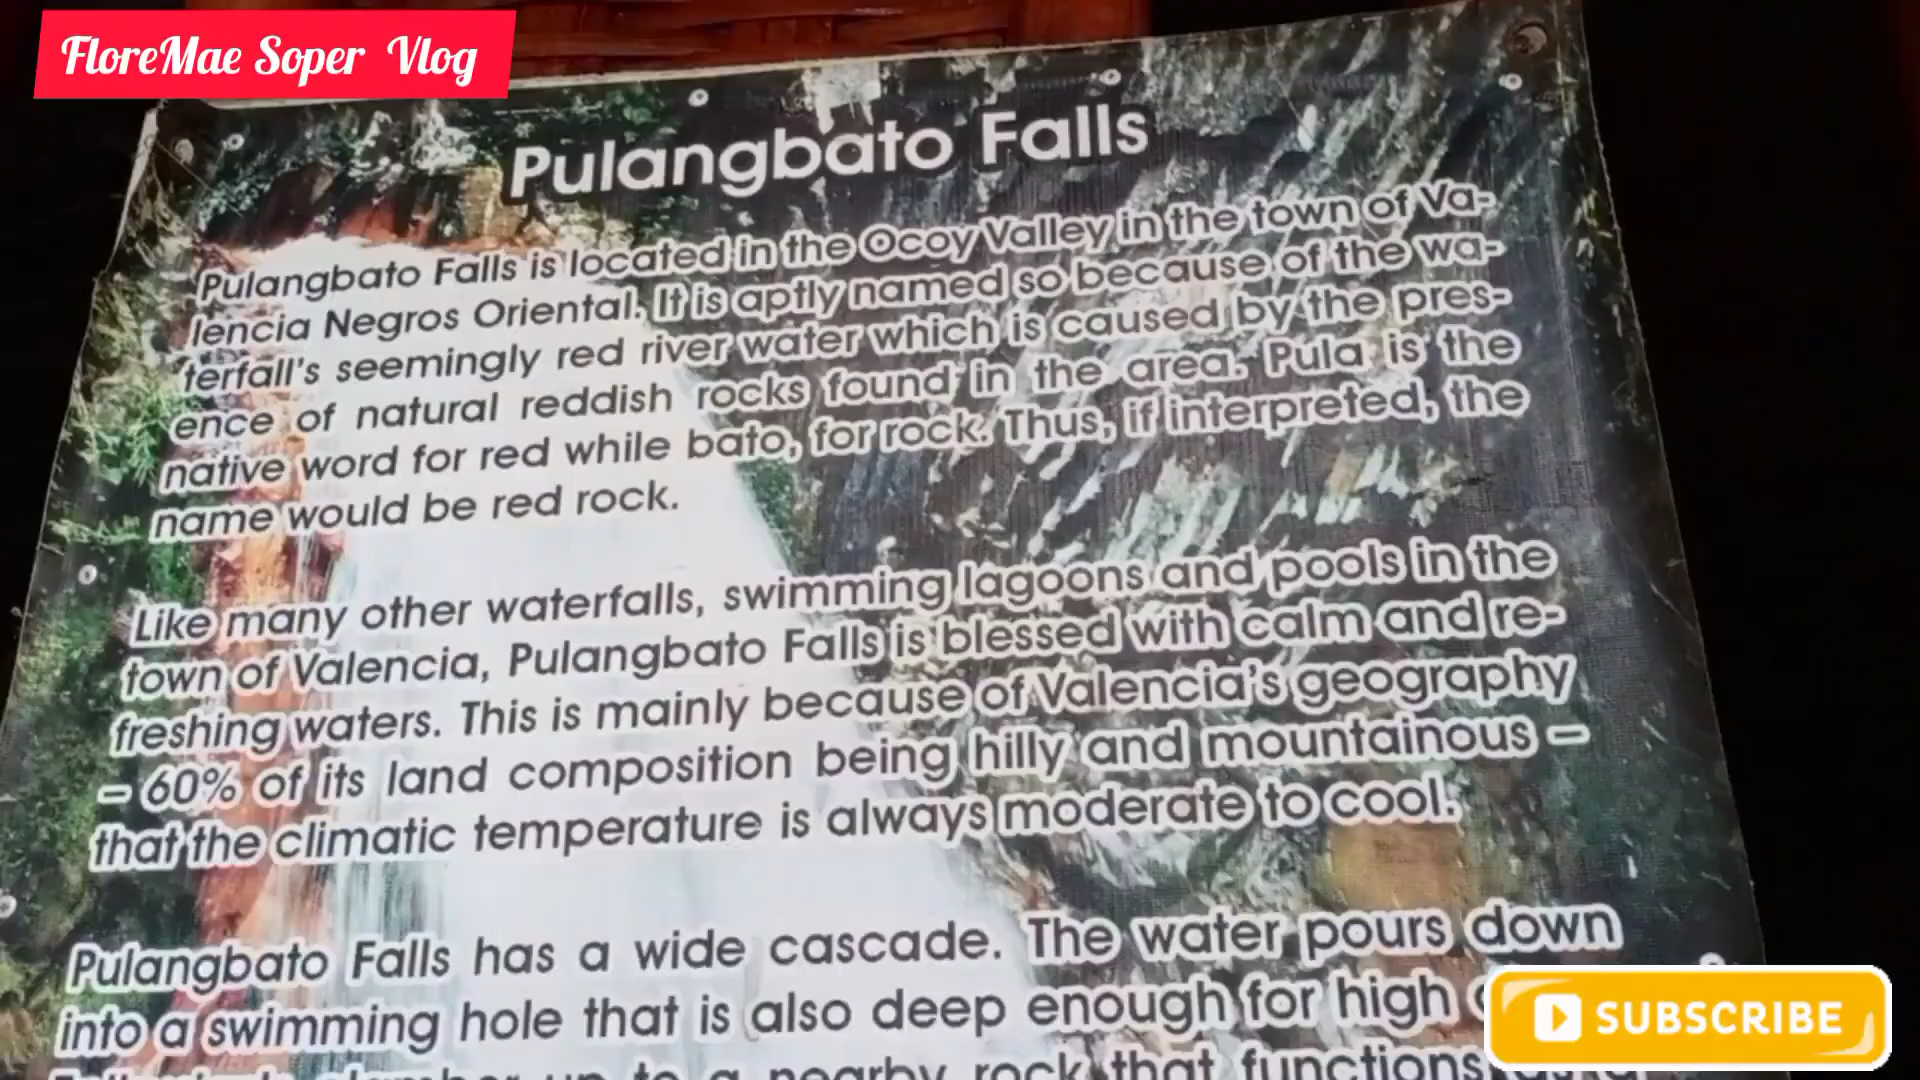 FloreMae Soper Vlog
Pulangbato Falls
Pulangbato Falls is located in the Ocoy Valley in the town of Va-
lencia Negros Oriental. It is aptly named so because of the wa-
terfall's seemingly red river water which is caused by the pres-
ence of natural reddish rocks found in the area. Pula is the
native word for red while bato, for rock. Thus, if interpreted, the
name would be red rock.
Like many other waterfalls, swimming lagoons and pools in the
town of Valencia, Pulangbato Falls is blessed with calm and re-
freshing waters. This is mainly because of Valencia's geography
– 60% of its land composition being hilly and mountainous –
that the climatic temperature is always moderate to cool.
Pulangbato Falls has a wide cascade. The water pours down
into a swimming hole that is also deep enough for high
up to a nearby rock that functions
SUBSCRIBE